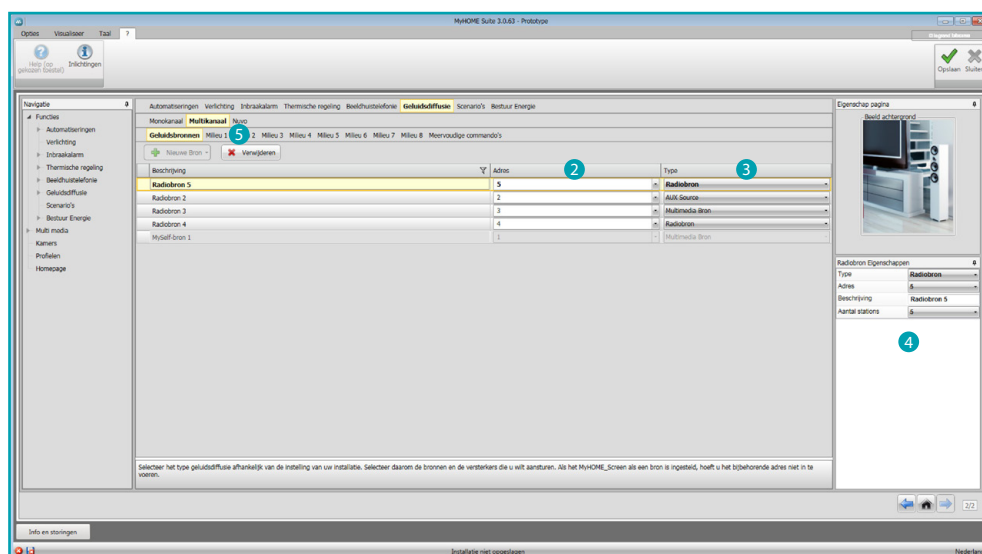 MyHOME Suite 3.0.63 - Prototype
Opties Visualiseer Taal ?
Help (op gekozen toestel)
Inlichtingen
Opslaan Sluiten
Navigatie
Functies
Automatiseringen
Verlichting
Inbraakalarm
Thermische regeling
Beeldhuistelefonie
Geluidsdiffusie
Scenario's
Bestuur Energie
Multi media
Kamers
Profielen
Homepage
Automatiseringen Verlichting Inbraakalarm Thermische regeling Beeldhuistelefonie Geluidsdiffusie Scenario's Bestuur Energie
Monokanaal Multikanaal Nuvo
Geluidsbronnen Milieu 1 2 Milieu 3 Milieu 4 Milieu 5 Milieu 6 Milieu 7 Milieu 8 Meervoudige commando's
5
Nieuwe Bron Verwijderen
Beschrijving Adres 2 Type 3
Radiobron 5 5 Radiobron
Radiobron 2 2 AUX Source
Radiobron 3 3 Multimedia Bron
Radiobron 4 4 Radiobron
MySelf-bron 1 1 Multimedia Bron
Selecteer het type geluidsdiffusie afhankelijk van de instelling van uw installatie. Selecteer daarom de bronnen en de versterkers die u wilt aansturen. Als het MyHOME_Screen als een bron is ingesteld, hoeft u het bijbehorende adres niet in te
voeren.
Eigenschap pagina
Beeld achtergrond
Radiobron Eigenschappen
Type Radiobron
Adres 5
Beschrijving Radiobron 5
Aantal stations 5
4
2/2
Info en storingen
Installatie niet opgeslagen
Nederlands